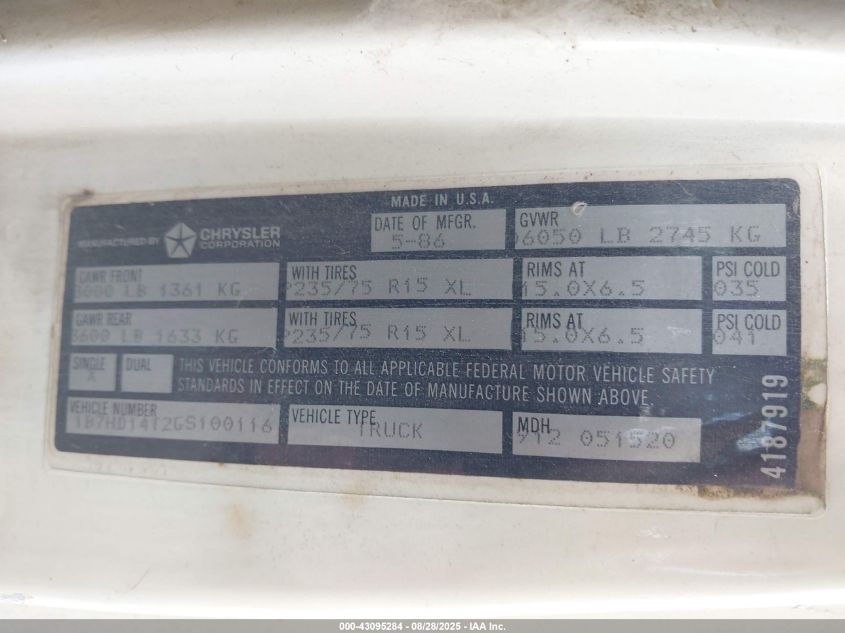 MADE IN U.S.A.
MANUFACTURED BY CHRYSLER CORPORATION
DATE OF MFGR.
5-86
GVWR
06050 LB 2745 KG
GAWR FRONT
3000 LB 1361 KG
WITH TIRES
P235/75 R15 XL
RIMS AT
15.0X6.5
PSI COLD
035
GAWR REAR
3600 LB 1633 KG
WITH TIRES
P235/75 R15 XL
RIMS AT
15.0X6.5
PSI COLD
041
SINGLE
X
DUAL
THIS VEHICLE CONFORMS TO ALL APPLICABLE FEDERAL MOTOR VEHICLE SAFETY
STANDARDS IN EFFECT ON THE DATE OF MANUFACTURE SHOWN ABOVE.
VEHICLE NUMBER
1B7HD14T2GS100116
VEHICLE TYPE
TRUCK
MDH
912 051520
4187919
000-43095284 - 08/28/2025 - IAA Inc.